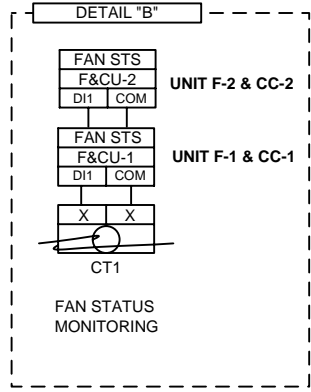 DETAIL "B"
FAN STS
F&CU-2
DI1 COM
UNIT F-2 & CC-2
FAN STS
F&CU-1
DI1 COM
UNIT F-1 & CC-1
X X
CT1
FAN STATUS
MONITORING